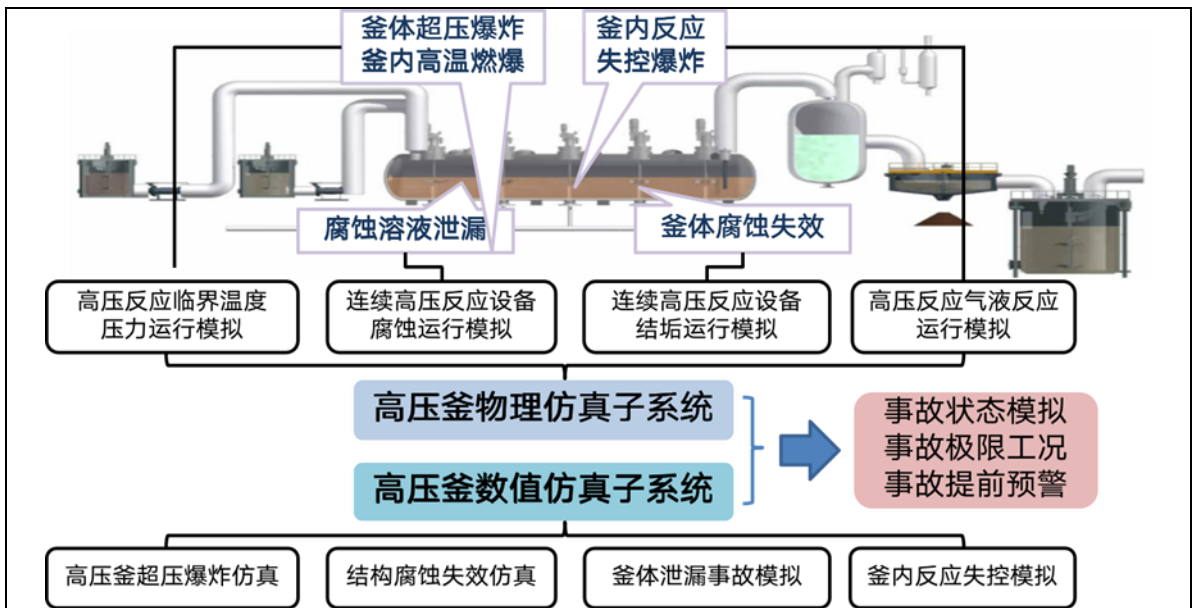 釜体超压爆炸
釜内高温燃爆
釜内反应
失控爆炸
腐蚀溶液泄漏
釜体腐蚀失效
高压反应临界温度
压力运行模拟
连续高压反应设备
腐蚀运行模拟
连续高压反应设备
结垢运行模拟
高压反应气液反应
运行模拟
高压釜物理仿真子系统
高压釜数值仿真子系统
事故状态模拟
事故极限工况
事故提前预警
高压釜超压爆炸仿真
结构腐蚀失效仿真
釜体泄漏事故模拟
釜内反应失控模拟